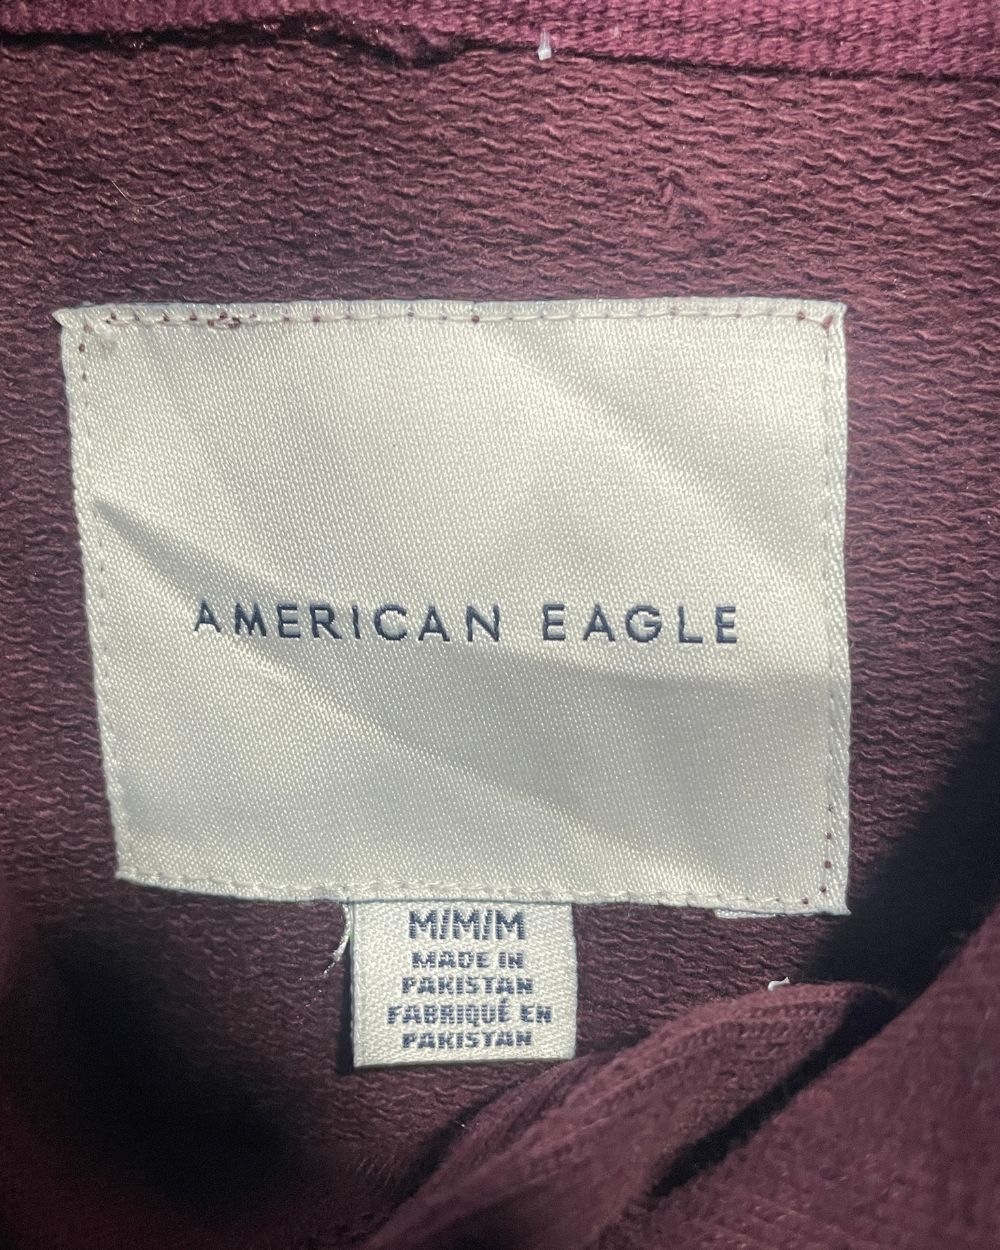 AMERICAN EAGLE
M/M/M
MADE IN
PAKISTAN
FABRIQUÉ EN
PAKISTAN